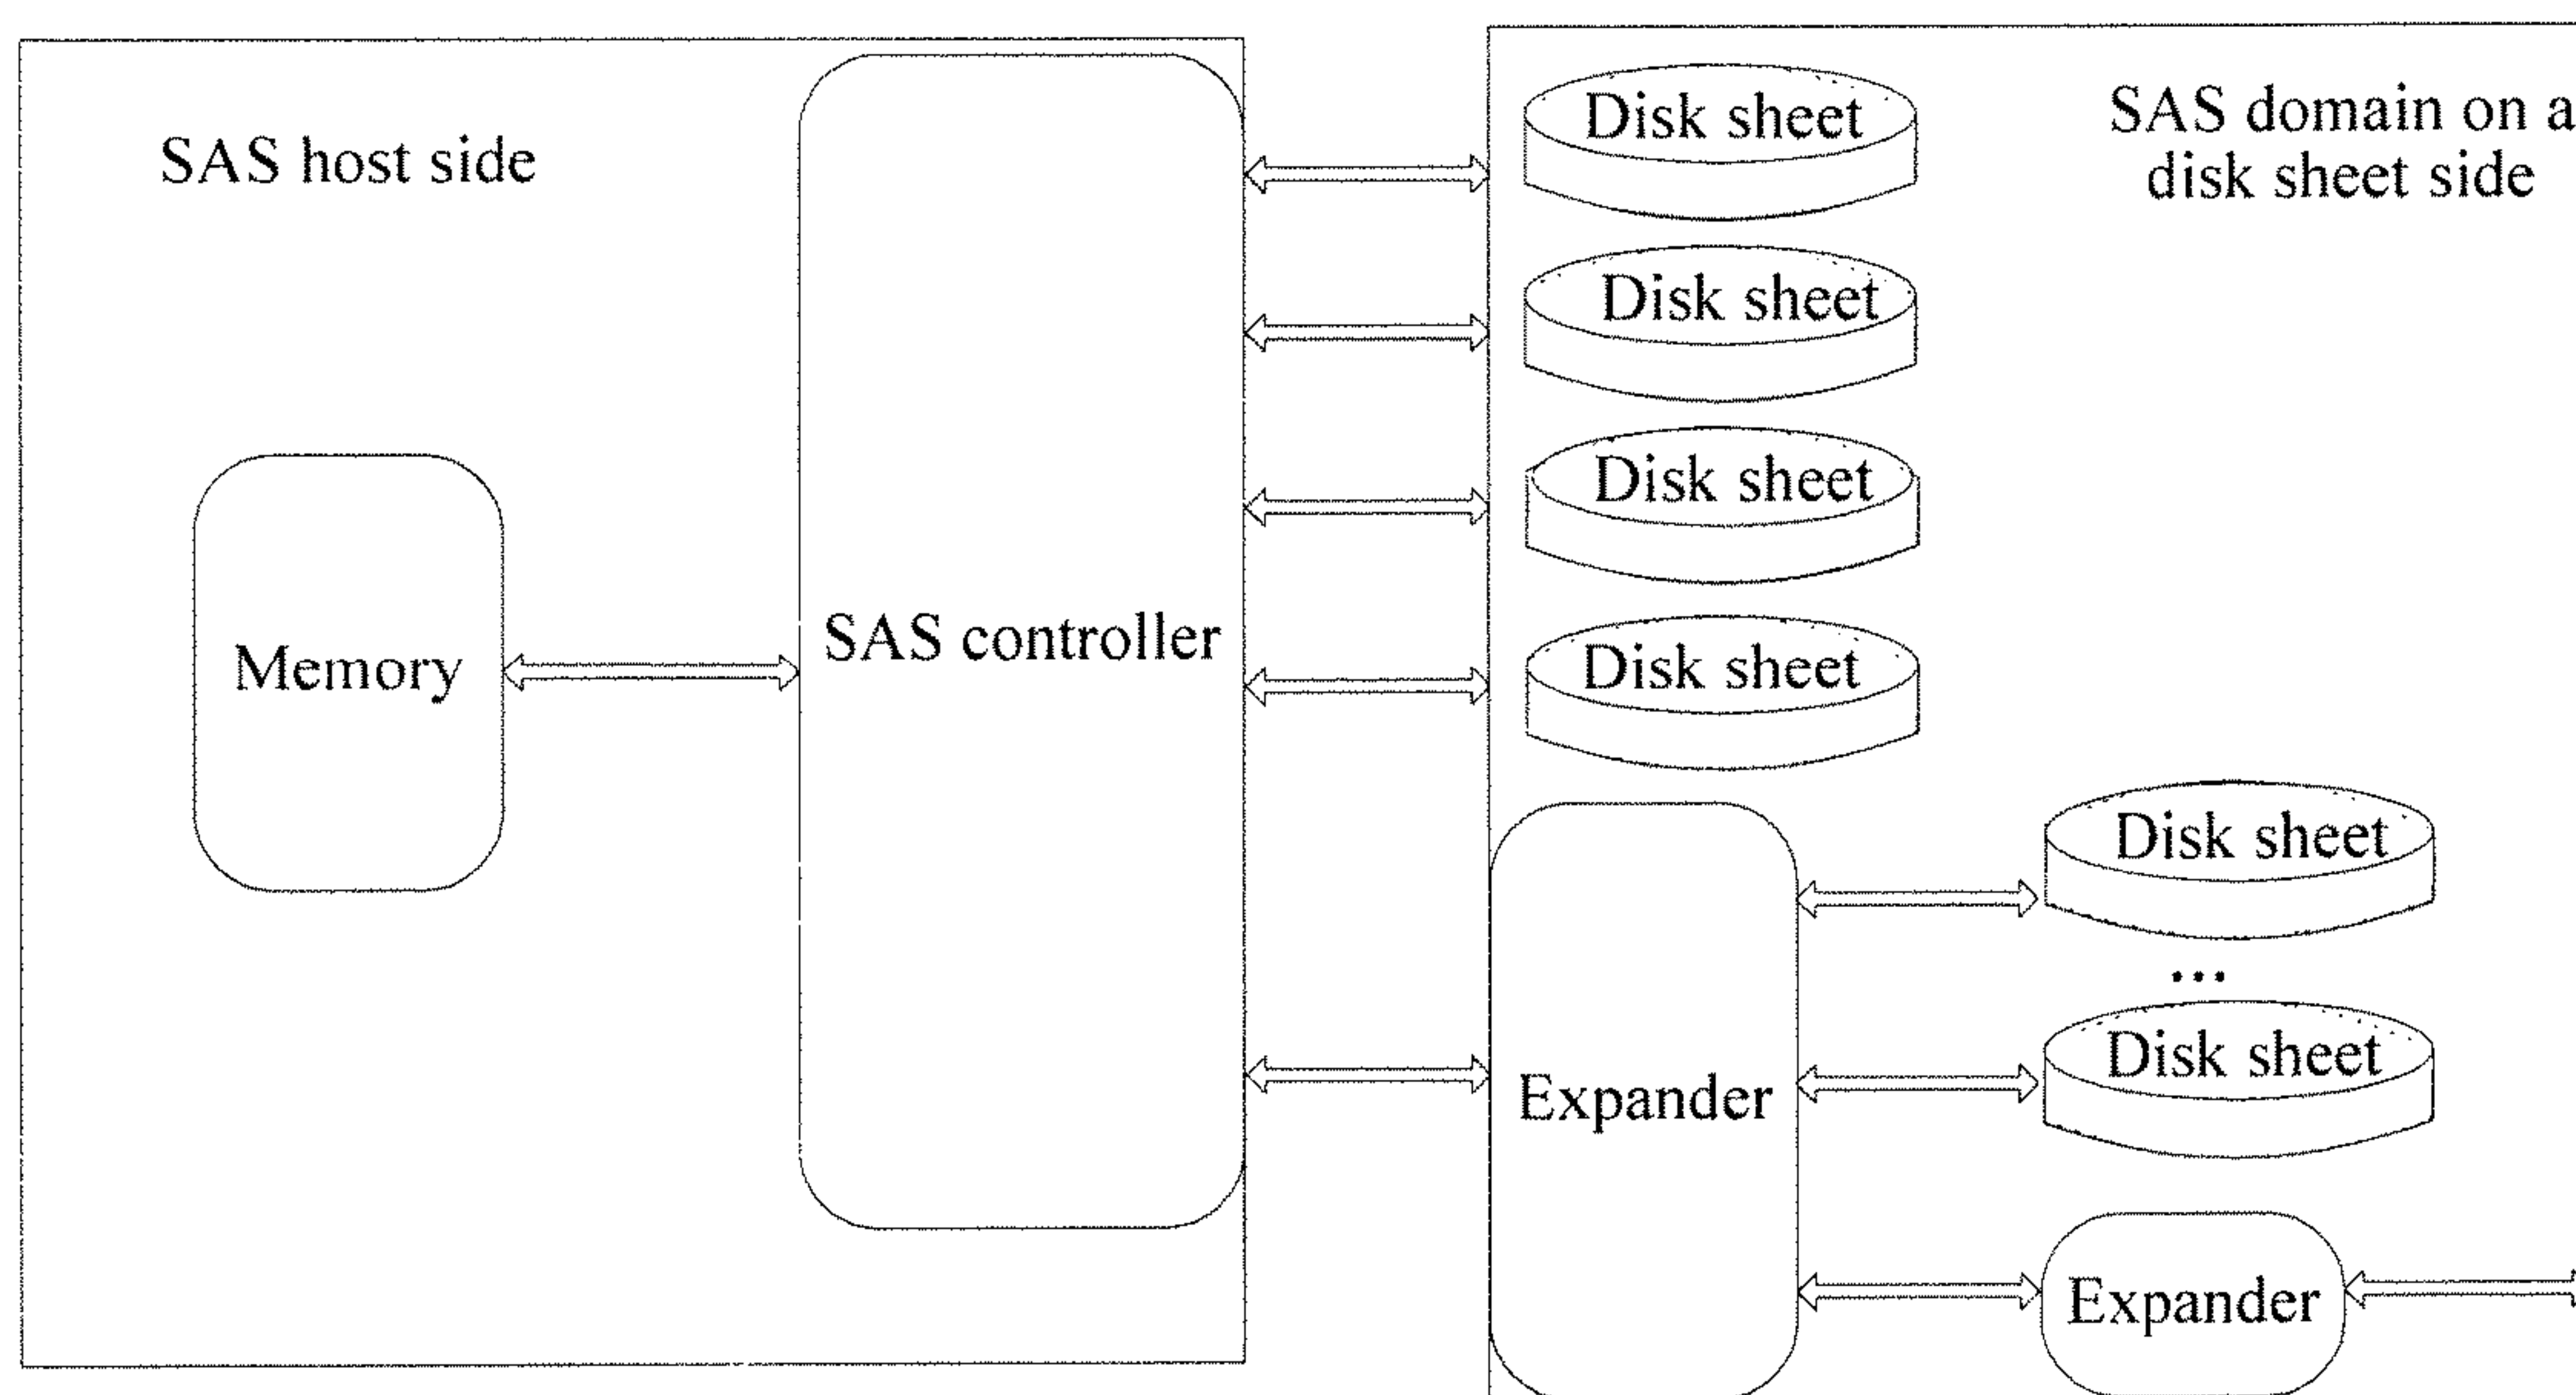 SAS host side
Memory
SAS controller
Disk sheet
Disk sheet
Disk sheet
Disk sheet
SAS domain on a
disk sheet side
Disk sheet
...
Disk sheet
Expander
Expander